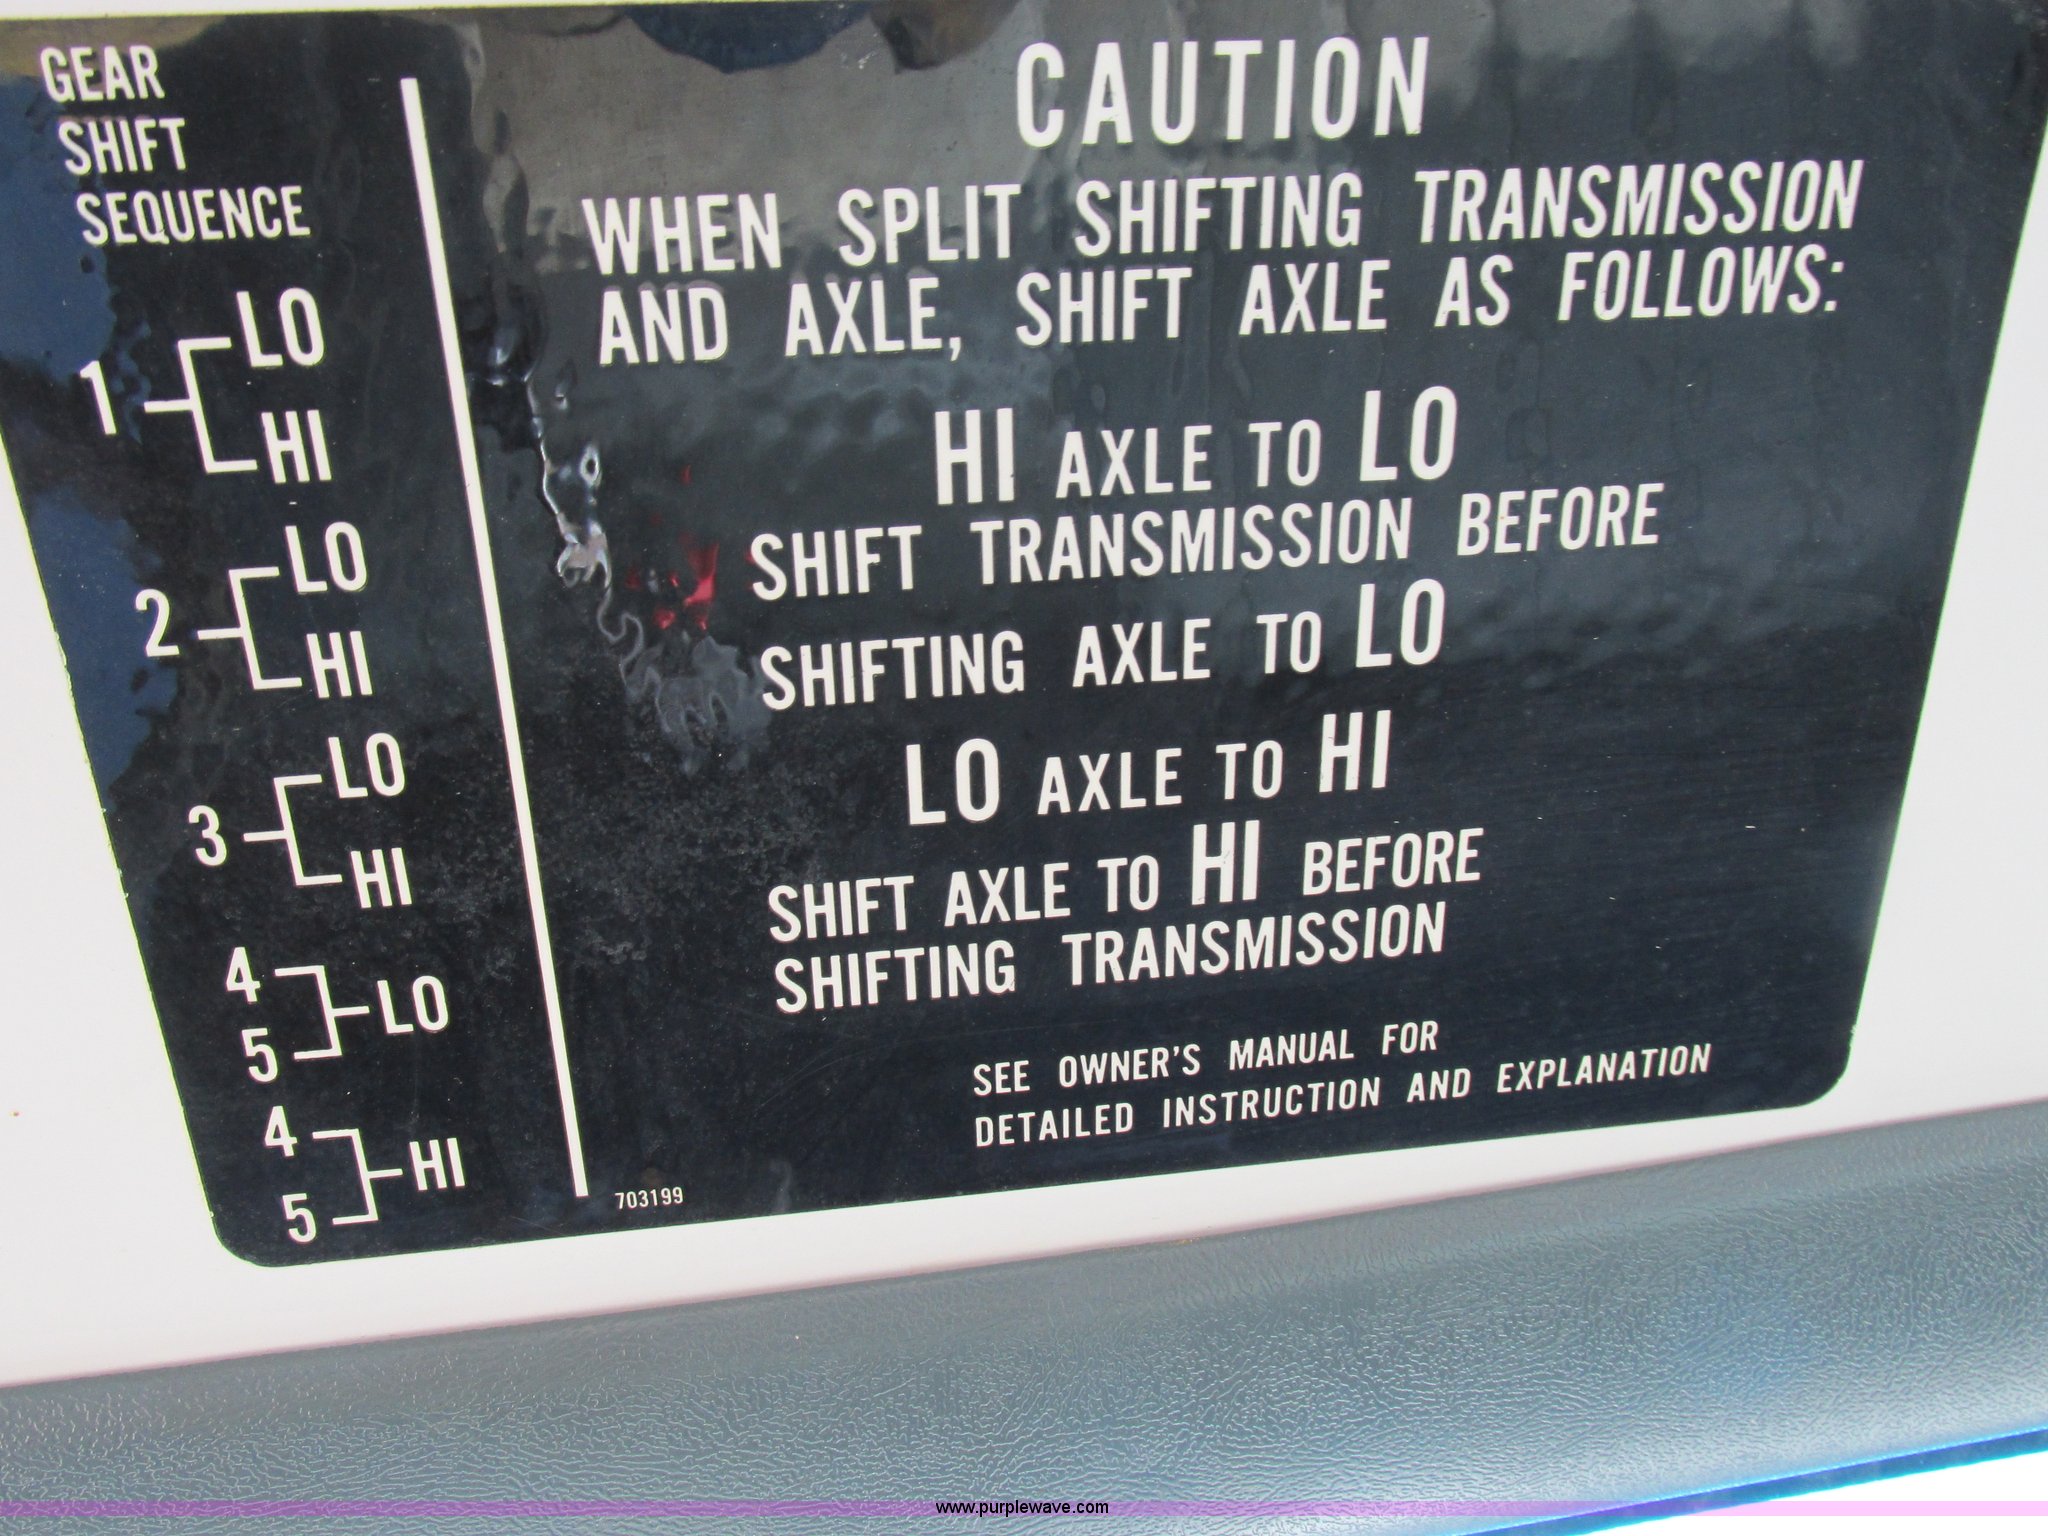 GEAR
SHIFT
SEQUENCE
1 LO
HI
2 LO
HI
3 LO
HI
4
5 LO
4
5 HI
CAUTION
WHEN SPLIT SHIFTING TRANSMISSION
AND AXLE, SHIFT AXLE AS FOLLOWS:
HI AXLE TO LO
SHIFT TRANSMISSION BEFORE
SHIFTING AXLE TO LO
LO AXLE TO HI
SHIFT AXLE TO HI BEFORE
SHIFTING TRANSMISSION
SEE OWNER'S MANUAL FOR
DETAILED INSTRUCTION AND EXPLANATION
703199
www.purplewave.com